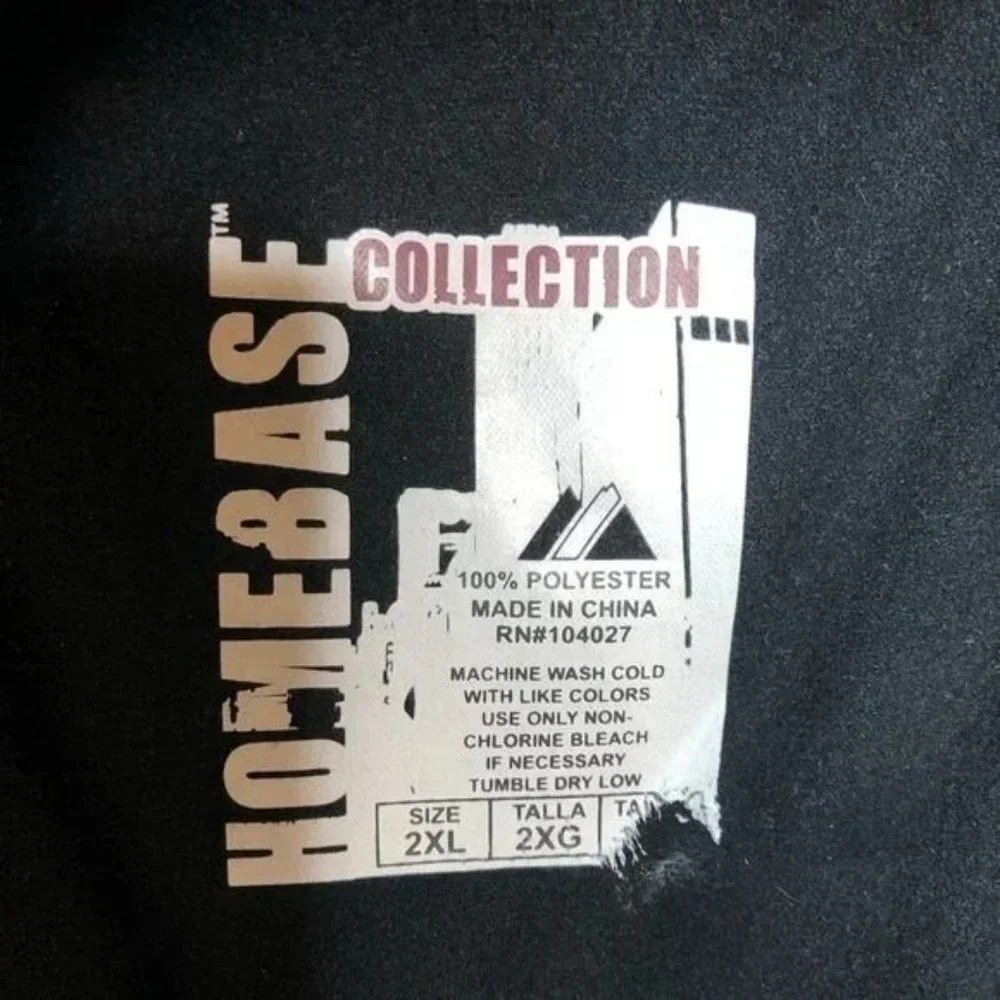 HOMEBASE™
COLLECTION
100% POLYESTER
MADE IN CHINA
RN#104027
MACHINE WASH COLD
WITH LIKE COLORS
USE ONLY NON-
CHLORINE BLEACH
IF NECESSARY
TUMBLE DRY LOW
SIZE TALLA
2XL 2XG